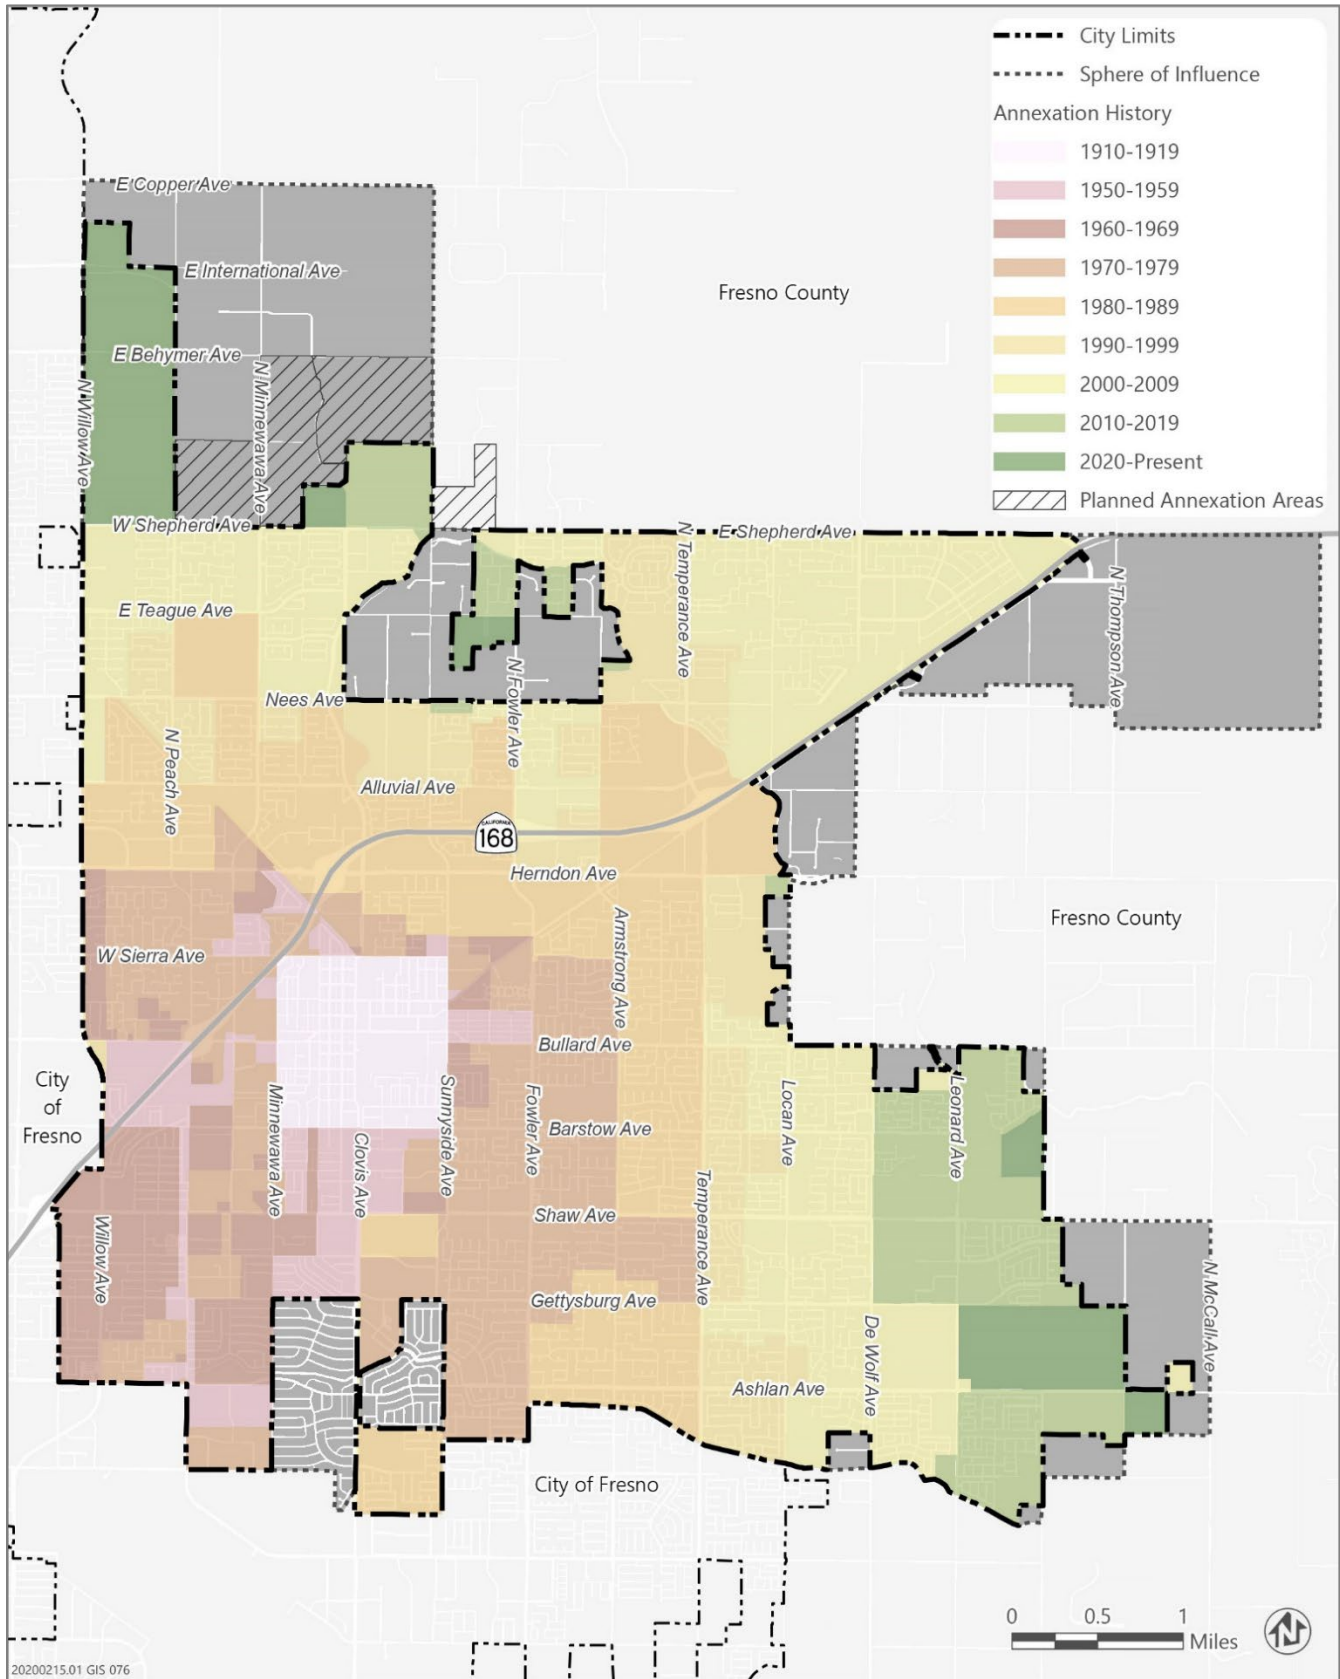 City Limits
Sphere of Influence
Annexation History
1910-1919
1950-1959
1960-1969
1970-1979
1980-1989
1990-1999
2000-2009
2010-2019
2020-Present
Planned Annexation Areas
E Copper Ave
E International Ave
Fresno County
E Behymer Ave
N Willow Ave
N Minnewawa Ave
W Shepherd Ave
E Shepherd Ave
N Temperance Ave
N Thompson Ave
E Teague Ave
Nees Ave
N Fowler Ave
N Peach Ave
Alluvial Ave
CALIFORNIA
168
Herndon Ave
Armstrong Ave
Fresno County
W Sierra Ave
Bullard Ave
City
of
Fresno
Minnewawa Ave
Sunnyside Ave
Fowler Ave
Locan Ave
Leonard Ave
Barstow Ave
Clovis Ave
Temperance Ave
Shaw Ave
Willow Ave
Gettysburg Ave
N. McCall Ave
De Wolf Ave
Ashlan Ave
City of Fresno
0 0.5 1
Miles
N
20200215.01 GIS 076